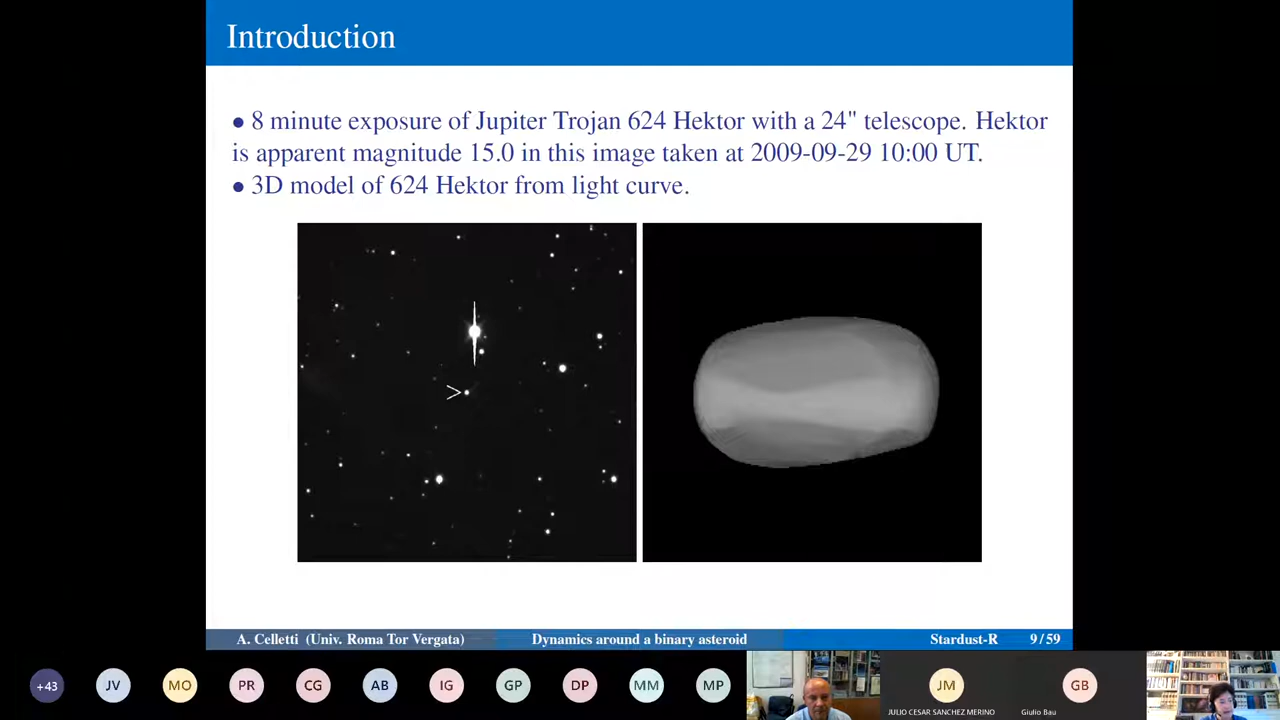 Introduction
● 8 minute exposure of Jupiter Trojan 624 Hektor with a 24" telescope. Hektor
is apparent magnitude 15.0 in this image taken at 2009-09-29 10:00 UT.
● 3D model of 624 Hektor from light curve.
>
A. Celletti (Univ. Roma Tor Vergata) Dynamics around a binary asteroid Stardust-R 9 / 59
+43 JV MO PR CG AB IG GP DP MM MP JM GB
JULIO CESAR SANCHEZ MERINO Giulio Bau